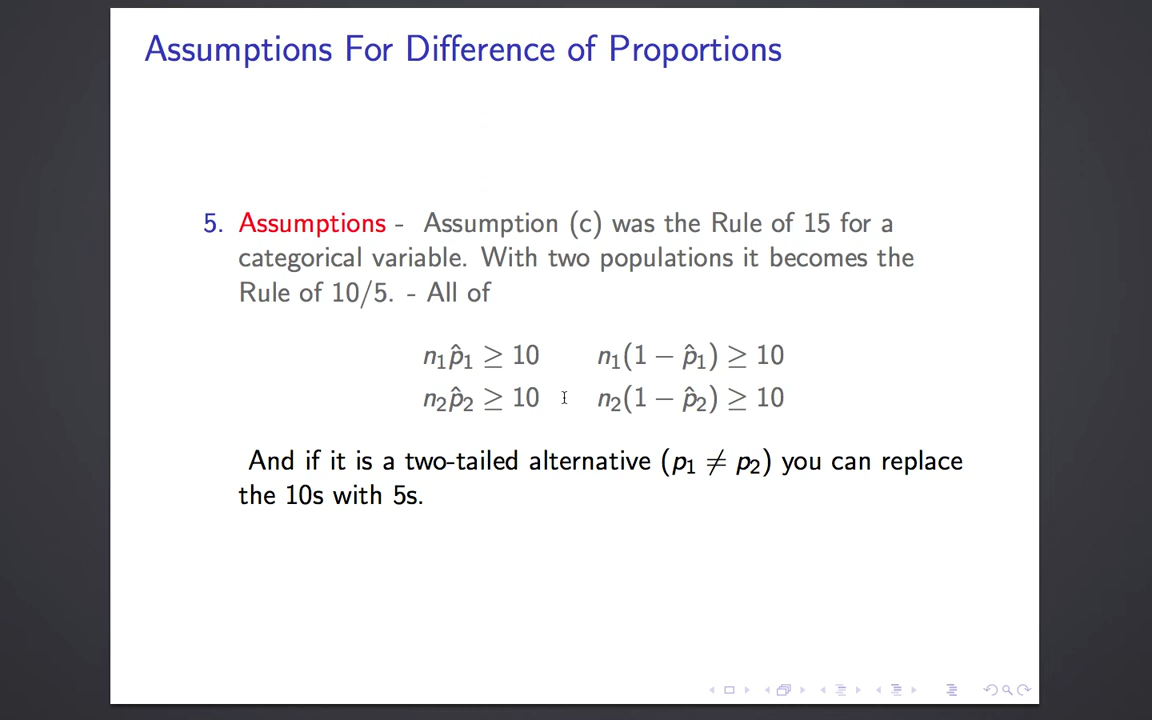 Assumptions For Difference of Proportions
5. Assumptions - Assumption (c) was the Rule of 15 for a
categorical variable. With two populations it becomes the
Rule of 10/5. - All of
n₁p̂₁ ≥ 10 n₁(1 − p̂₁) ≥ 10
n₂p̂₂ ≥ 10 n₂(1 − p̂₂) ≥ 10
And if it is a two-tailed alternative (p₁ ≠ p₂) you can replace
the 10s with 5s.